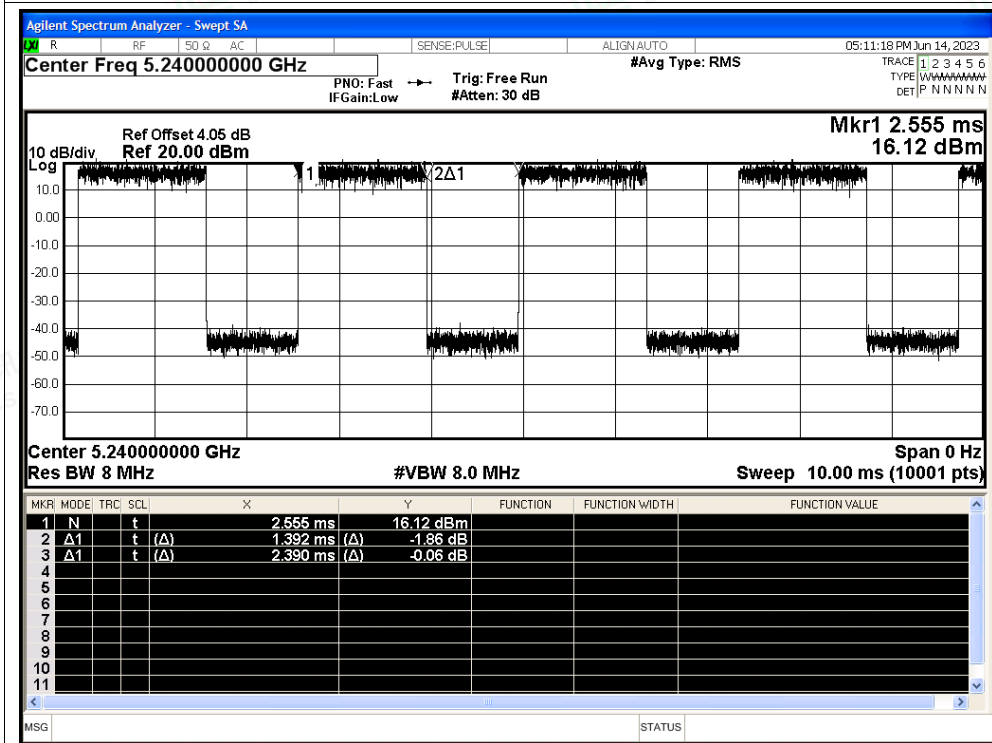 Agilent Spectrum Analyzer - Swept SA
LXI R RF 50 Ω AC SENSE:PULSE ALIGN AUTO 05:11:18 PM Jun 14, 2023
Center Freq 5.240000000 GHz
PNO: Fast
IFGain:Low
Trig: Free Run
#Atten: 30 dB
#Avg Type: RMS
TRACE 1 2 3 4 5 6
TYPE W
DET P N N N N N
Mkr1 2.555 ms
16.12 dBm
Ref Offset 4.05 dB
10 dB/div Ref 20.00 dBm
Log
1 2Δ1
10.0
0.00
-10.0
-20.0
-30.0
-40.0
-50.0
-60.0
-70.0
Center 5.240000000 GHz Span 0 Hz
Res BW 8 MHz #VBW 8.0 MHz Sweep 10.00 ms (10001 pts)
MKR MODE TRC SCL X Y FUNCTION FUNCTION WIDTH FUNCTION VALUE
1 N t 2.555 ms 16.12 dBm
2 Δ1 t (Δ) 1.392 ms (Δ) -1.86 dB
3 Δ1 t (Δ) 2.390 ms (Δ) -0.06 dB
4
5
6
7
8
9
10
11
MSG STATUS